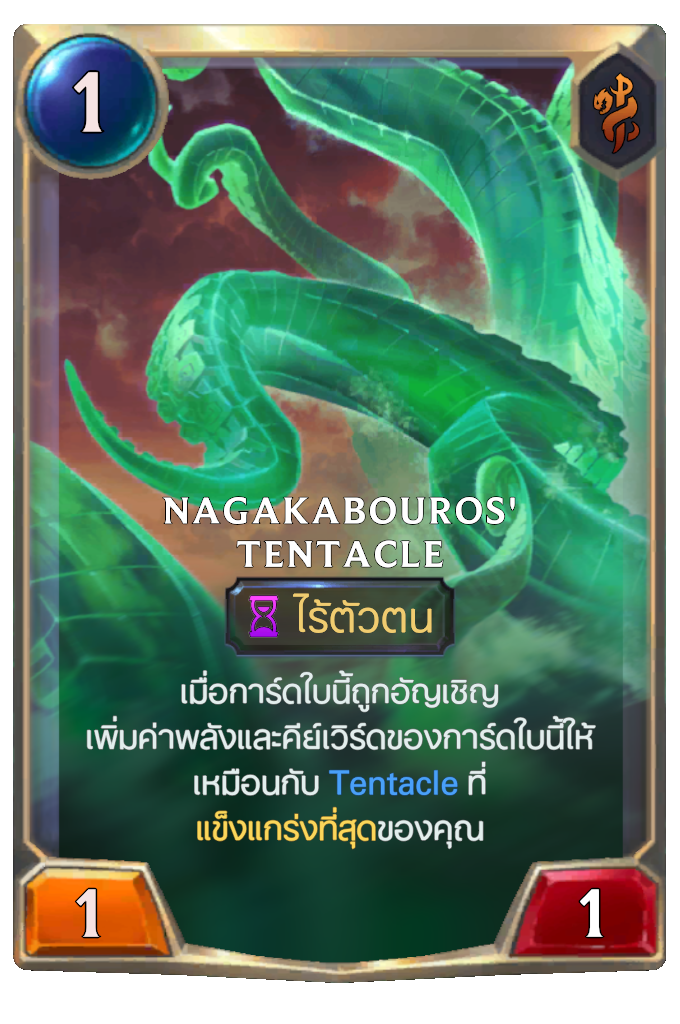 1
NAGAKABOUROS'
TENTACLE
ไร้ตัวตน
เมื่อการ์ดใบนี้ถูกอัญเชิญ
เพิ่มค่าพลังและคีย์เวิร์ดของการ์ดใบนี้ให้
เหมือนกับ Tentacle ที่
แข็งแกร่งที่สุดของคุณ
1
1